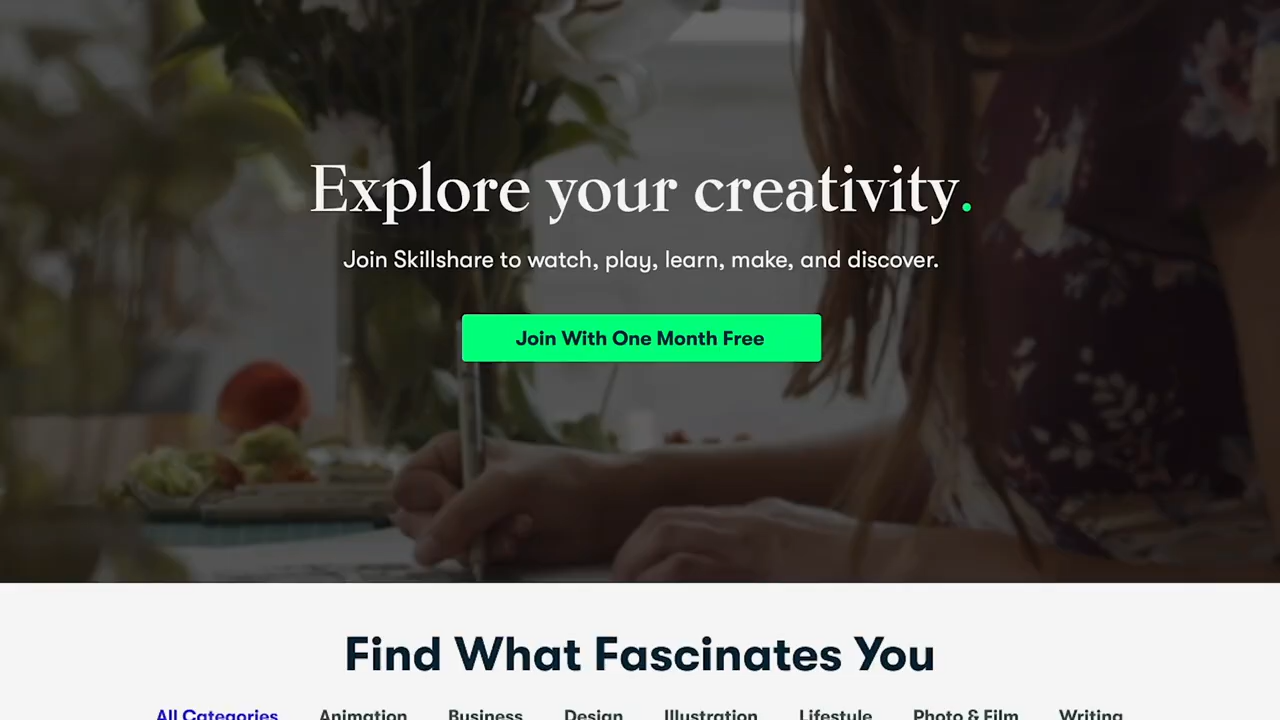 Explore your creativity.
Join Skillshare to watch, play, learn, make, and discover.
Join With One Month Free
Find What Fascinates You
All Categories Animation Business Design Illustration Lifestyle Photo & Film Writing